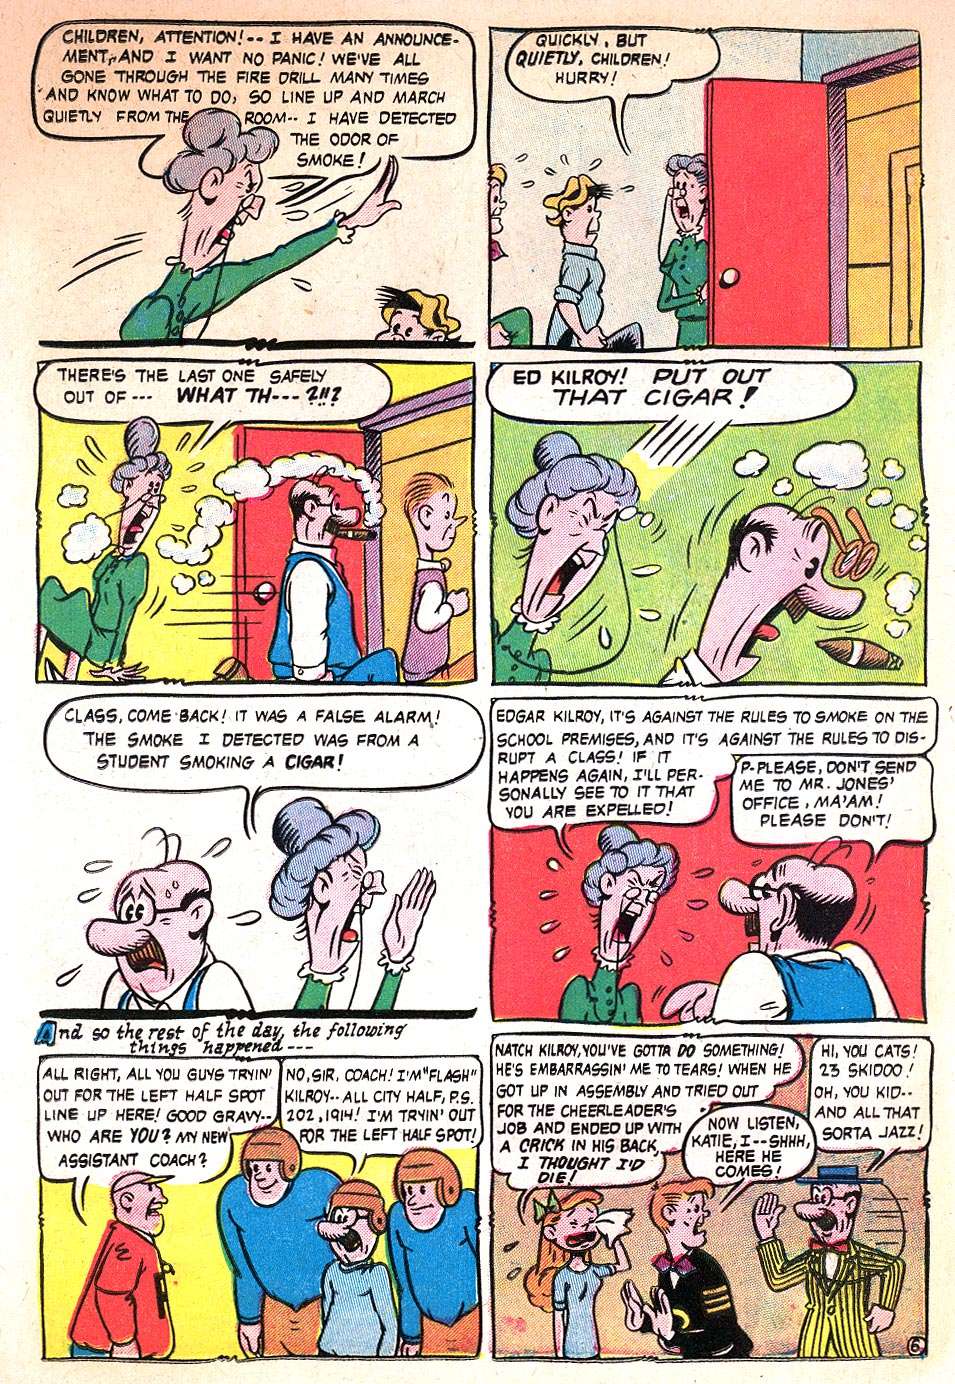 CHILDREN, ATTENTION!-- I HAVE AN ANNOUNCE-
MENT, AND I WANT NO PANIC! WE'VE ALL
GONE THROUGH THE FIRE DRILL MANY TIMES
AND KNOW WHAT TO DO, SO LINE UP AND MARCH
QUIETLY FROM THE ROOM-- I HAVE DETECTED
THE ODOR OF
SMOKE!
QUICKLY, BUT
QUIETLY, CHILDREN!
HURRY!
THERE'S THE LAST ONE SAFELY
OUT OF --- WHAT TH---?!!?
ED KILROY! PUT OUT
THAT CIGAR!
CLASS, COME BACK! IT WAS A FALSE ALARM!
THE SMOKE I DETECTED WAS FROM A
STUDENT SMOKING A CIGAR!
EDGAR KILROY, IT'S AGAINST THE RULES TO SMOKE ON THE
SCHOOL PREMISES, AND IT'S AGAINST THE RULES TO DIS-
RUPT A CLASS! IF IT
HAPPENS AGAIN, I'LL PER-
SONALLY SEE TO IT THAT
YOU ARE EXPELLED!
P-PLEASE, DON'T SEND
ME TO MR. JONES'
OFFICE, MA'AM!
PLEASE DON'T!
And so the rest of the day, the following
things happened ---
ALL RIGHT, ALL YOU GUYS TRYIN'
OUT FOR THE LEFT HALF SPOT
LINE UP HERE! GOOD GRAVY--
WHO ARE YOU? MY NEW
ASSISTANT COACH?
NO, SIR, COACH! I'M "FLASH"
KILROY-- ALL CITY HALF, P.S.
202, 1914! I'M TRYIN' OUT
FOR THE LEFT HALF SPOT!
NATCH KILROY, YOU'VE GOTTA DO SOMETHING!
HE'S EMBARRASSIN' ME TO TEARS! WHEN HE
GOT UP IN ASSEMBLY AND TRIED OUT
FOR THE CHEERLEADER'S
JOB AND ENDED UP WITH
A CRICK IN HIS BACK,
I THOUGHT I'D
DIE!
NOW LISTEN,
KATIE, I--SHHH,
HERE HE
COMES!
HI, YOU CATS!
23 SKIDOO!
OH, YOU KID--
AND ALL THAT
SORTA JAZZ!
6